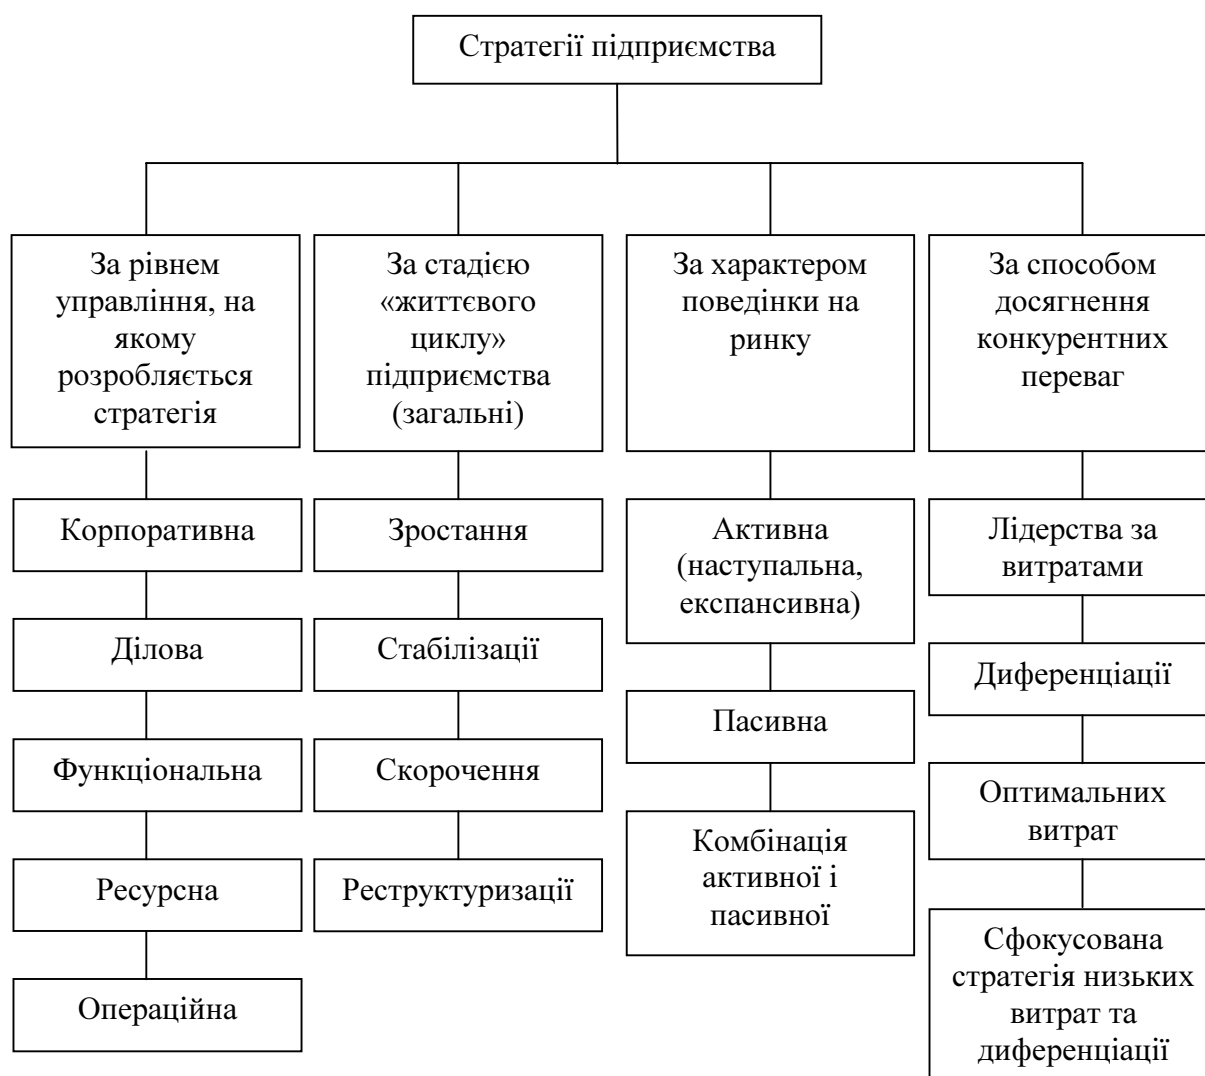 Стратегії підприємства
За рівнем
управління, на
якому
розробляється
стратегія
Корпоративна
Ділова
Функціональна
Ресурсна
Операційна
За стадією
«життєвого
циклу»
підприємства
(загальні)
Зростання
Стабілізації
Скорочення
Реструктуризації
За характером
поведінки на
ринку
Активна
(наступальна,
експансивна)
Пасивна
Комбінація
активної і
пасивної
За способом
досягнення
конкурентних
переваг
Лідерства за
витратами
Диференціації
Оптимальних
витрат
Сфокусована
стратегія низьких
витрат та
диференціації